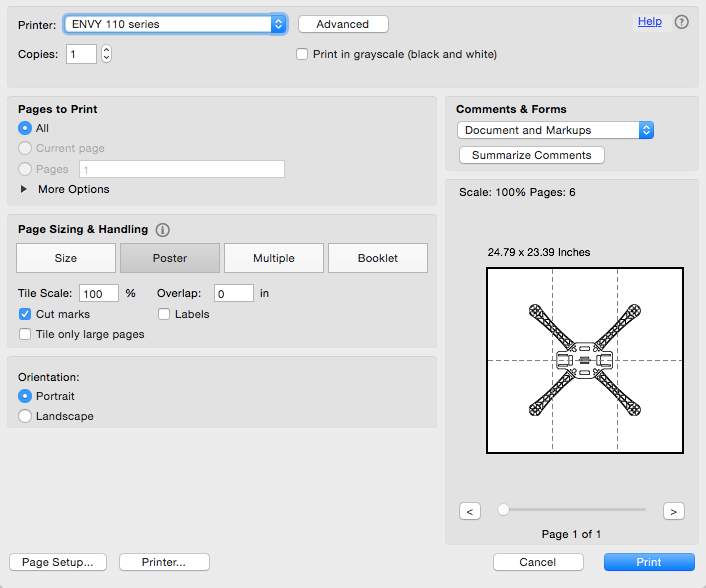 Printer: ENVY 110 series Advanced Help ?
Copies: 1 Print in grayscale (black and white)
Pages to Print
All
Current page
Pages 1
More Options
Comments & Forms
Document and Markups
Summarize Comments
Page Sizing & Handling i
Size Poster Multiple Booklet
Tile Scale: 100 % Overlap: 0 in
Cut marks Labels
Tile only large pages
Orientation:
Portrait
Landscape
Scale: 100% Pages: 6
24.79 x 23.39 Inches
< >
Page 1 of 1
Page Setup... Printer... Cancel Print